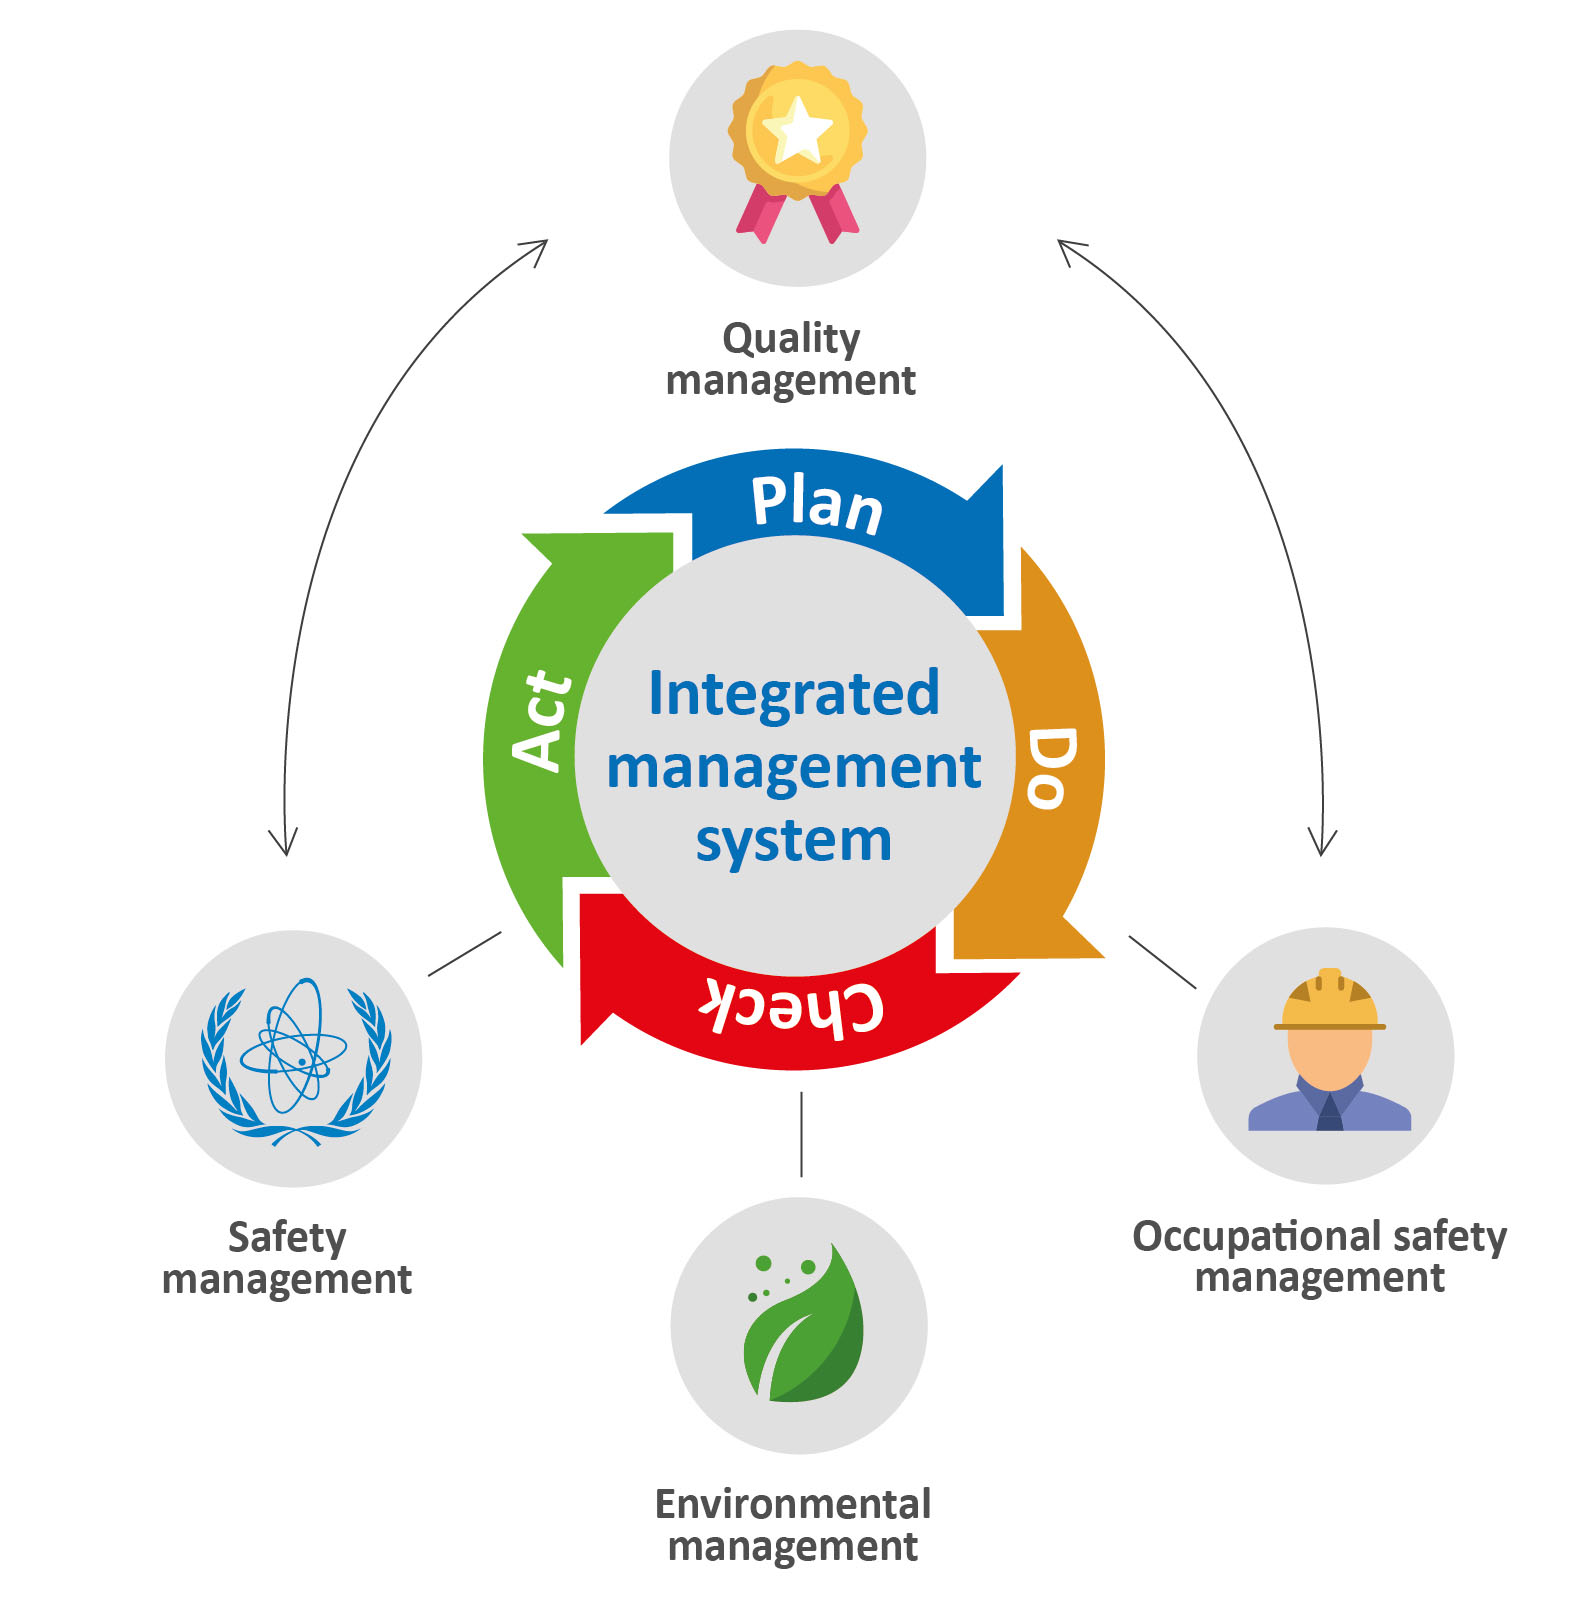 Quality
management
Plan
Do
Check
Act
Integrated
management
system
Safety
management
Occupational safety
management
Environmental
management